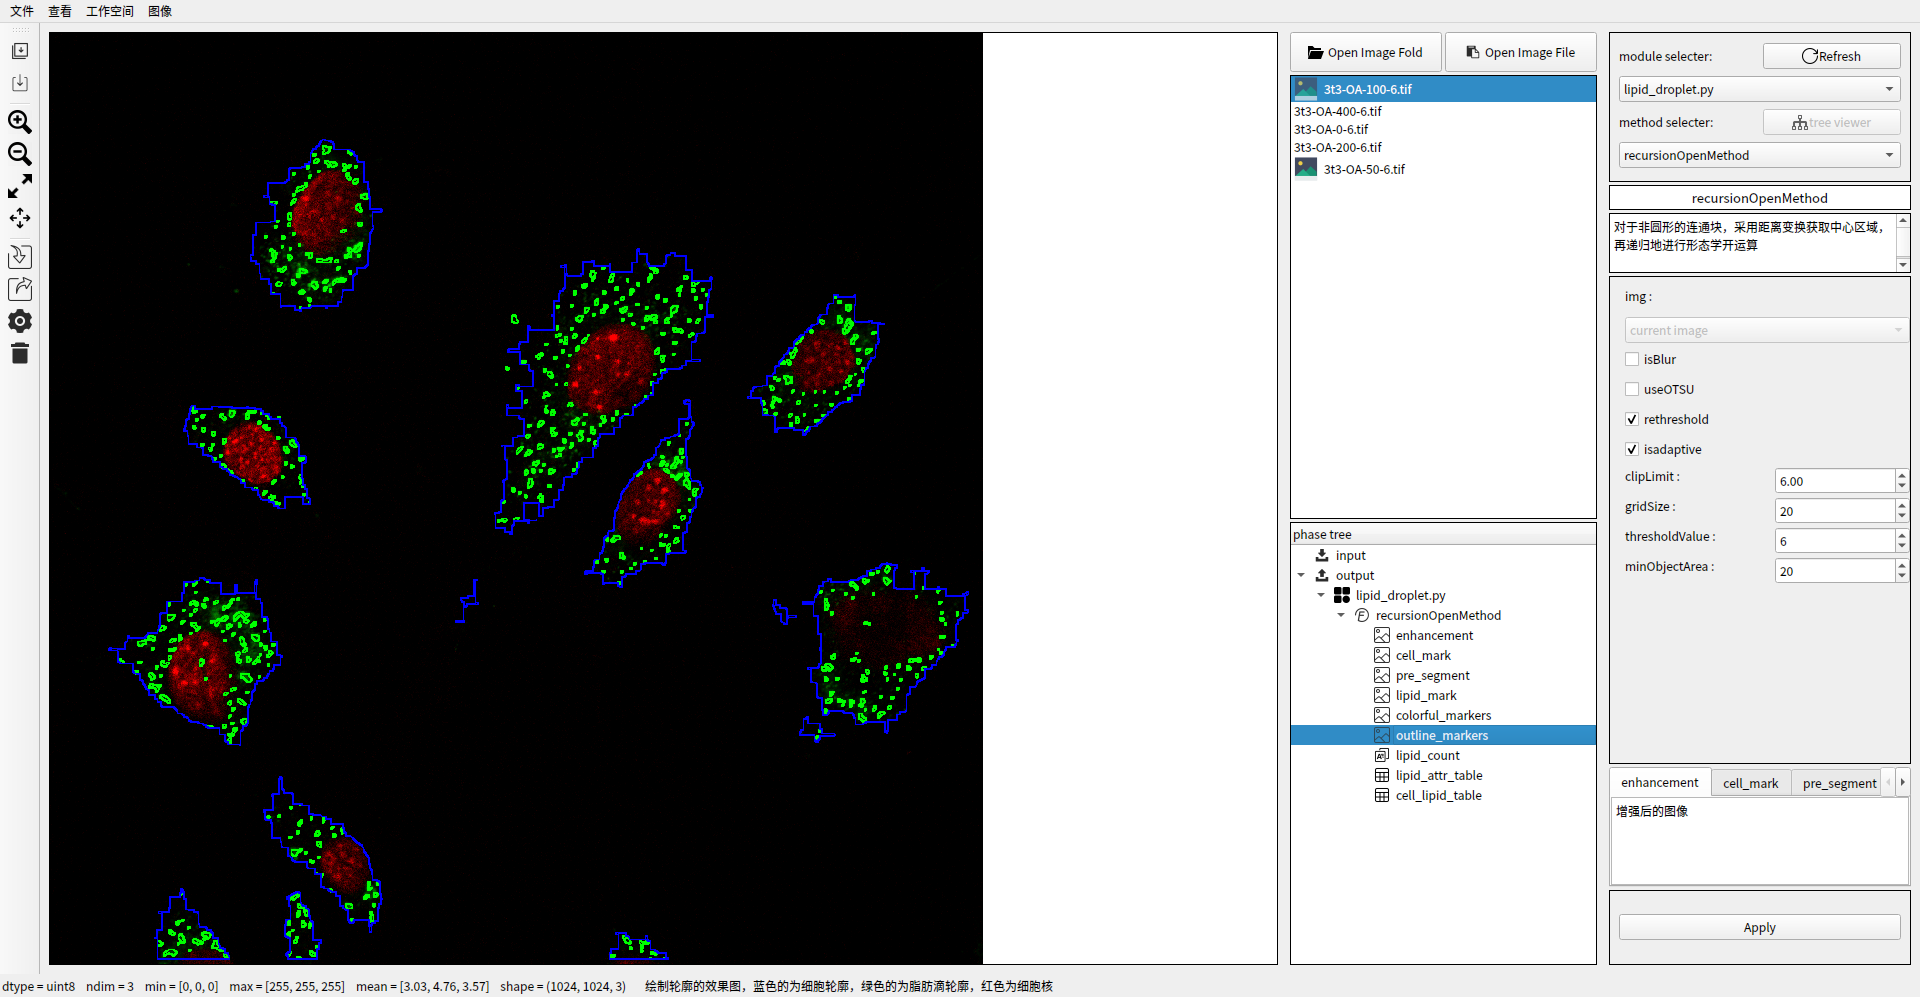 文件 查看 工作空间 图像
Open Image Fold Open Image File
3t3-OA-100-6.tif
3t3-OA-400-6.tif
3t3-OA-0-6.tif
3t3-OA-200-6.tif
3t3-OA-50-6.tif
phase tree
input
output
lipid_droplet.py
recursionOpenMethod
enhancement
cell_mark
pre_segment
lipid_mark
colorful_markers
outline_markers
lipid_count
lipid_attr_table
cell_lipid_table
module selecter: Refresh
lipid_droplet.py
method selecter: tree viewer
recursionOpenMethod
recursionOpenMethod
对于非圆形的连通块，采用距离变换获取中心区域，
再递归地进行形态学开运算
img :
current image
isBlur
useOTSU
rethreshold
isadaptive
clipLimit : 6.00
gridSize : 20
thresholdValue : 6
minObjectArea : 20
enhancement cell_mark pre_segment
增强后的图像
Apply
dtype = uint8 ndim = 3 min = [0, 0, 0] max = [255, 255, 255] mean = [3.03, 4.76, 3.57] shape = (1024, 1024, 3) 绘制轮廓的效果图，蓝色的为细胞轮廓，绿色的为脂肪滴轮廓，红色为细胞核